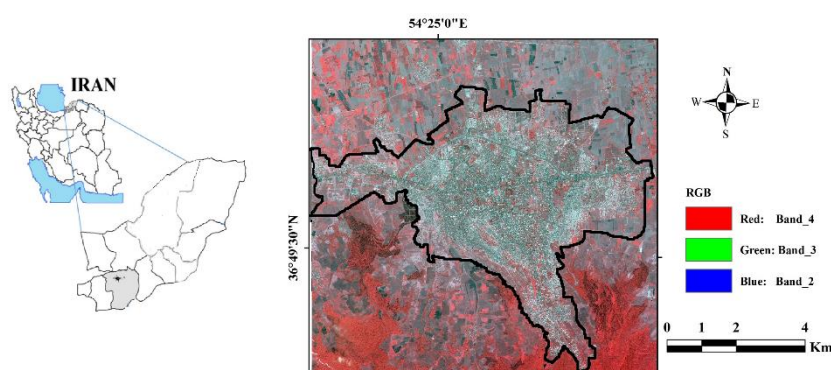 54°25'0"E
IRAN
36°49'30"N
N
W E
S
RGB
Red: Band_4
Green: Band_3
Blue: Band_2
0 1 2 4
Km